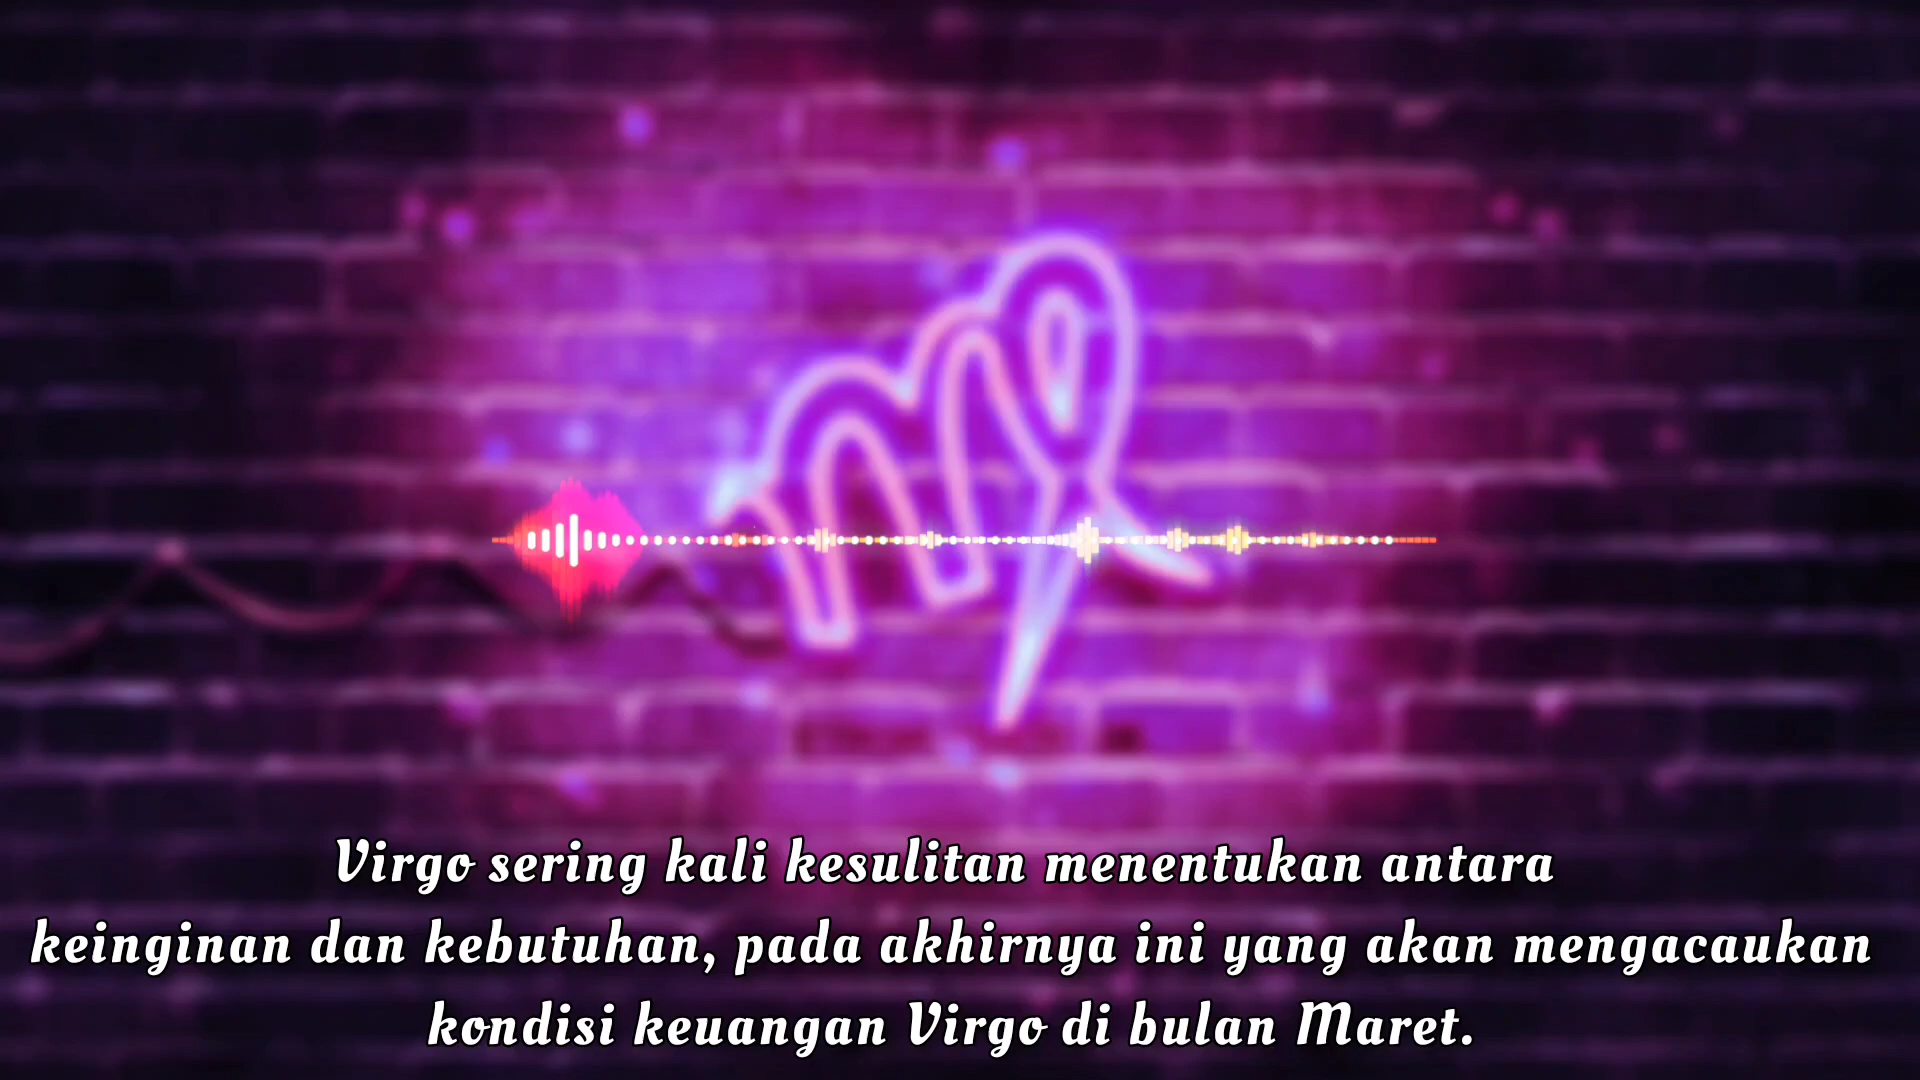 Virgo sering kali kesulitan menentukan antara
keinginan dan kebutuhan, pada akhirnya ini yang akan mengacaukan
kondisi keuangan Virgo di bulan Maret.